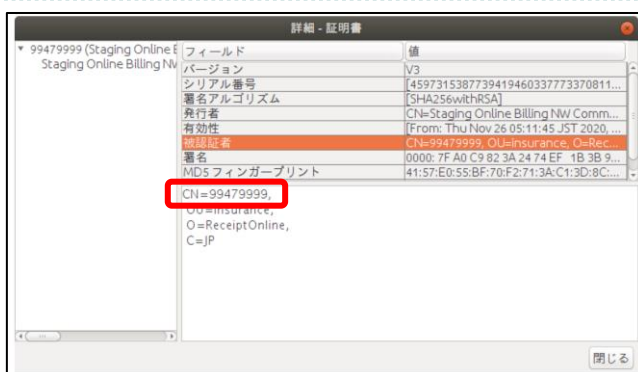 詳細 - 証明書
99479999 (Staging Online B
Staging Online Billing NW
フィールド 値
バージョン V3
シリアル番号 [459731538773941946033777337081 1...
署名アルゴリズム [SHA256withRSA]
発行者 CN=Staging Online Billing NW Comm...
有効性 [From: Thu Nov 26 05:11:45 JST 2020, ...
被認証者 CN=99479999, OU=Insurance, O=Rec...
署名 0000: 7F A0 C9 82 3A 24 74 EF 1B 3B 9...
MD5 フィンガープリント 41:57:E0:55:BF:70:F2:71:3A:C1:3D:8C:...
CN=99479999,
OU=Insurance,
O=ReceiptOnline,
C=JP
閉じる